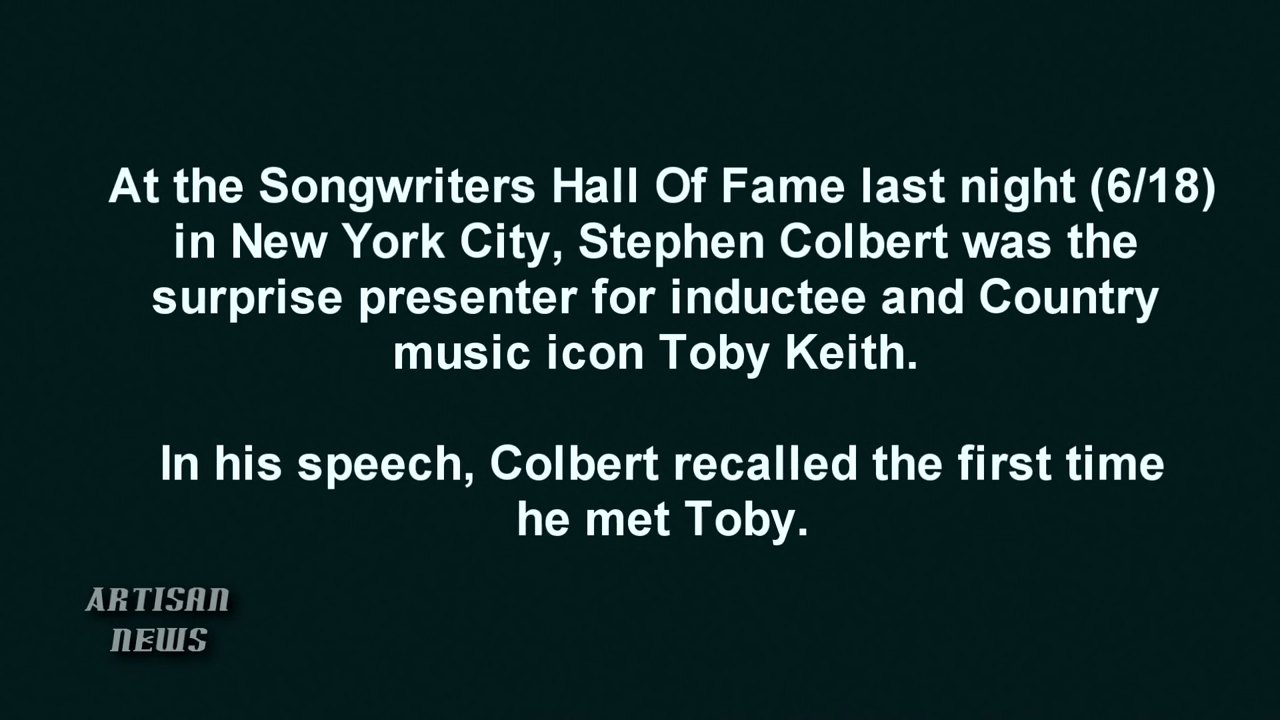 At the Songwriters Hall Of Fame last night (6/18)
in New York City, Stephen Colbert was the
surprise presenter for inductee and Country
music icon Toby Keith.
In his speech, Colbert recalled the first time
he met Toby.
ARTISAN
NEWS